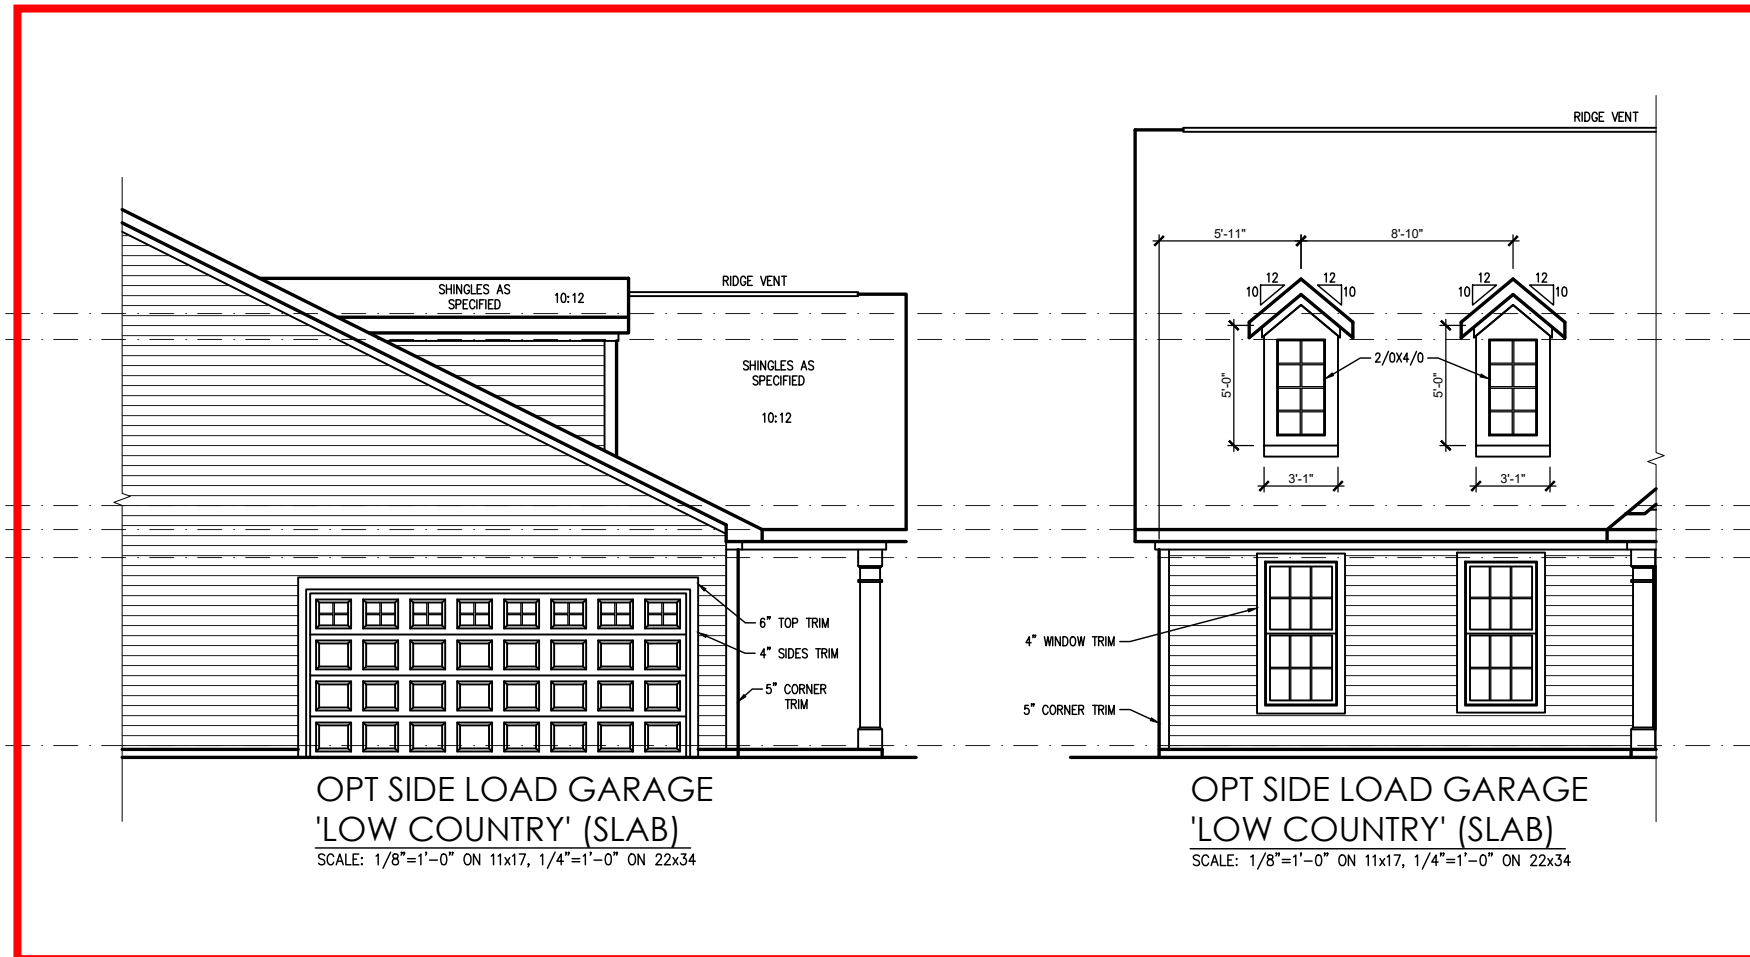 RIDGE VENT
SHINGLES AS
SPECIFIED
10:12
RIDGE VENT
SHINGLES AS
SPECIFIED
10:12
6" TOP TRIM
4" SIDES TRIM
5" CORNER
TRIM
OPT SIDE LOAD GARAGE
'LOW COUNTRY' (SLAB)
SCALE: 1/8"=1'-0" ON 11x17, 1/4"=1'-0" ON 22x34
5'-11"
8'-10"
12
12
10
10
12
12
10
10
2/0X4/0
5'-0"
5'-0"
3'-1"
3'-1"
4" WINDOW TRIM
5" CORNER TRIM
OPT SIDE LOAD GARAGE
'LOW COUNTRY' (SLAB)
SCALE: 1/8"=1'-0" ON 11x17, 1/4"=1'-0" ON 22x34